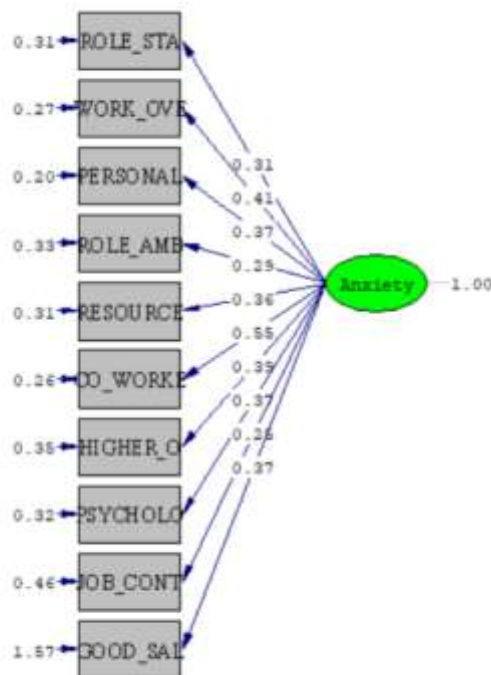 0.31 ROLE_STA
0.31
0.27 WORK_OVE
0.41
0.20 PERSONAL
0.37
0.33 ROLE_AMB
0.29
Anxiety 1.00
0.31 RESOURCE
0.36
0.55
0.26 CO_WORKE
0.39
0.37
0.35 HIGHER_O
0.37
0.32 PSYCHOLO
0.46 JOB_CONT
1.57 GOOD_SAL